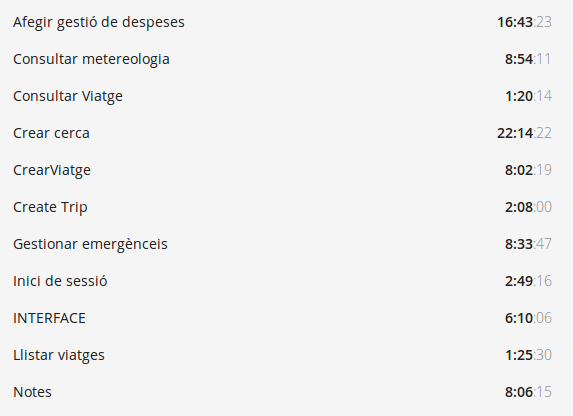 Afegir gestió de despeses 16:43:23
Consultar metereologia 8:54:11
Consultar Viatge 1:20:14
Crear cerca 22:14:22
CrearViatge 8:02:19
Create Trip 2:08:00
Gestionar emergènceis 8:33:47
Inici de sessió 2:49:16
INTERFACE 6:10:06
Llistar viatges 1:25:30
Notes 8:06:15